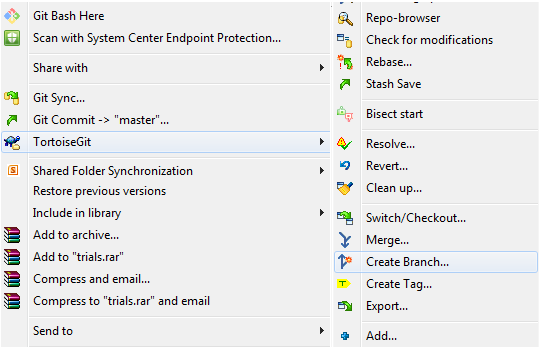 Git Bash Here
Scan with System Center Endpoint Protection...
Share with
Git Sync...
Git Commit -> "master"...
TortoiseGit
Shared Folder Synchronization
Restore previous versions
Include in library
Add to archive...
Add to "trials.rar"
Compress and email...
Compress to "trials.rar" and email
Send to
Repo-browser
Check for modifications
Rebase...
Stash Save
Bisect start
Resolve...
Revert...
Clean up...
Switch/Checkout...
Merge...
Create Branch...
Create Tag...
Export...
Add...